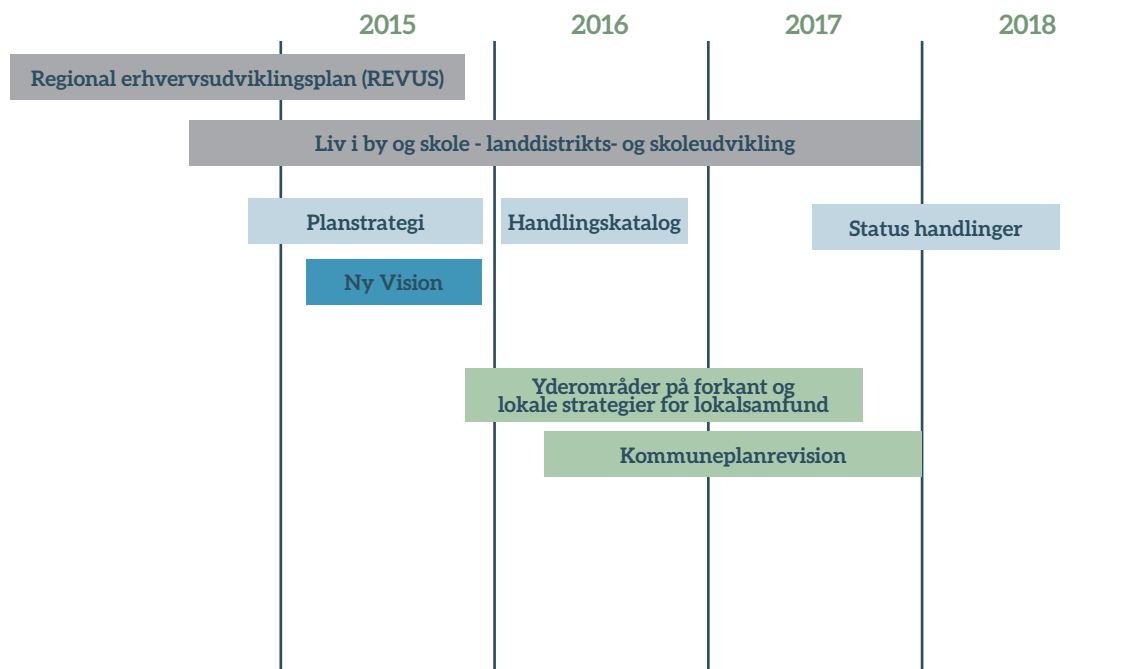 2015 2016 2017 2018
Regional erhvervsudviklingsplan (REVUS)
Liv i by og skole - landdistrikts- og skoleudvikling
Planstrategi
Handlingskatalog
Status handlinger
Ny Vision
Yderområder på forkant og
lokale strategier for lokalsamfund
Kommuneplanrevision